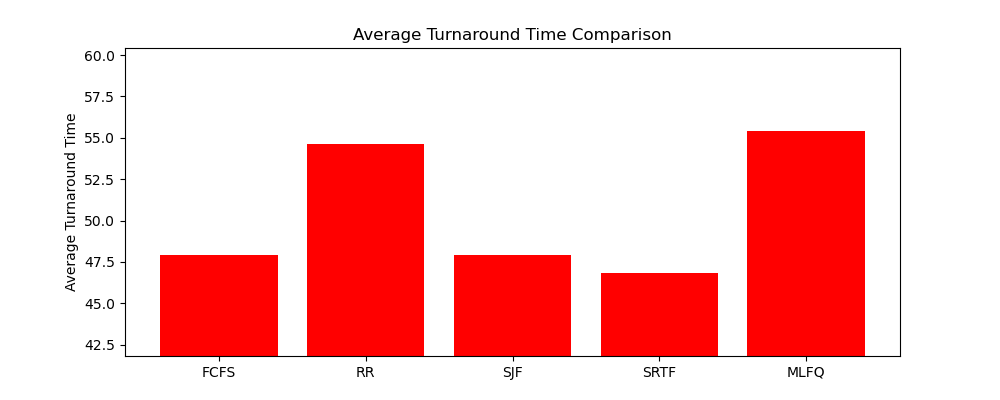 Average Turnaround Time Comparison
Average Turnaround Time
60.0
57.5
55.0
52.5
50.0
47.5
45.0
42.5
FCFS RR SJF SRTF MLFQ